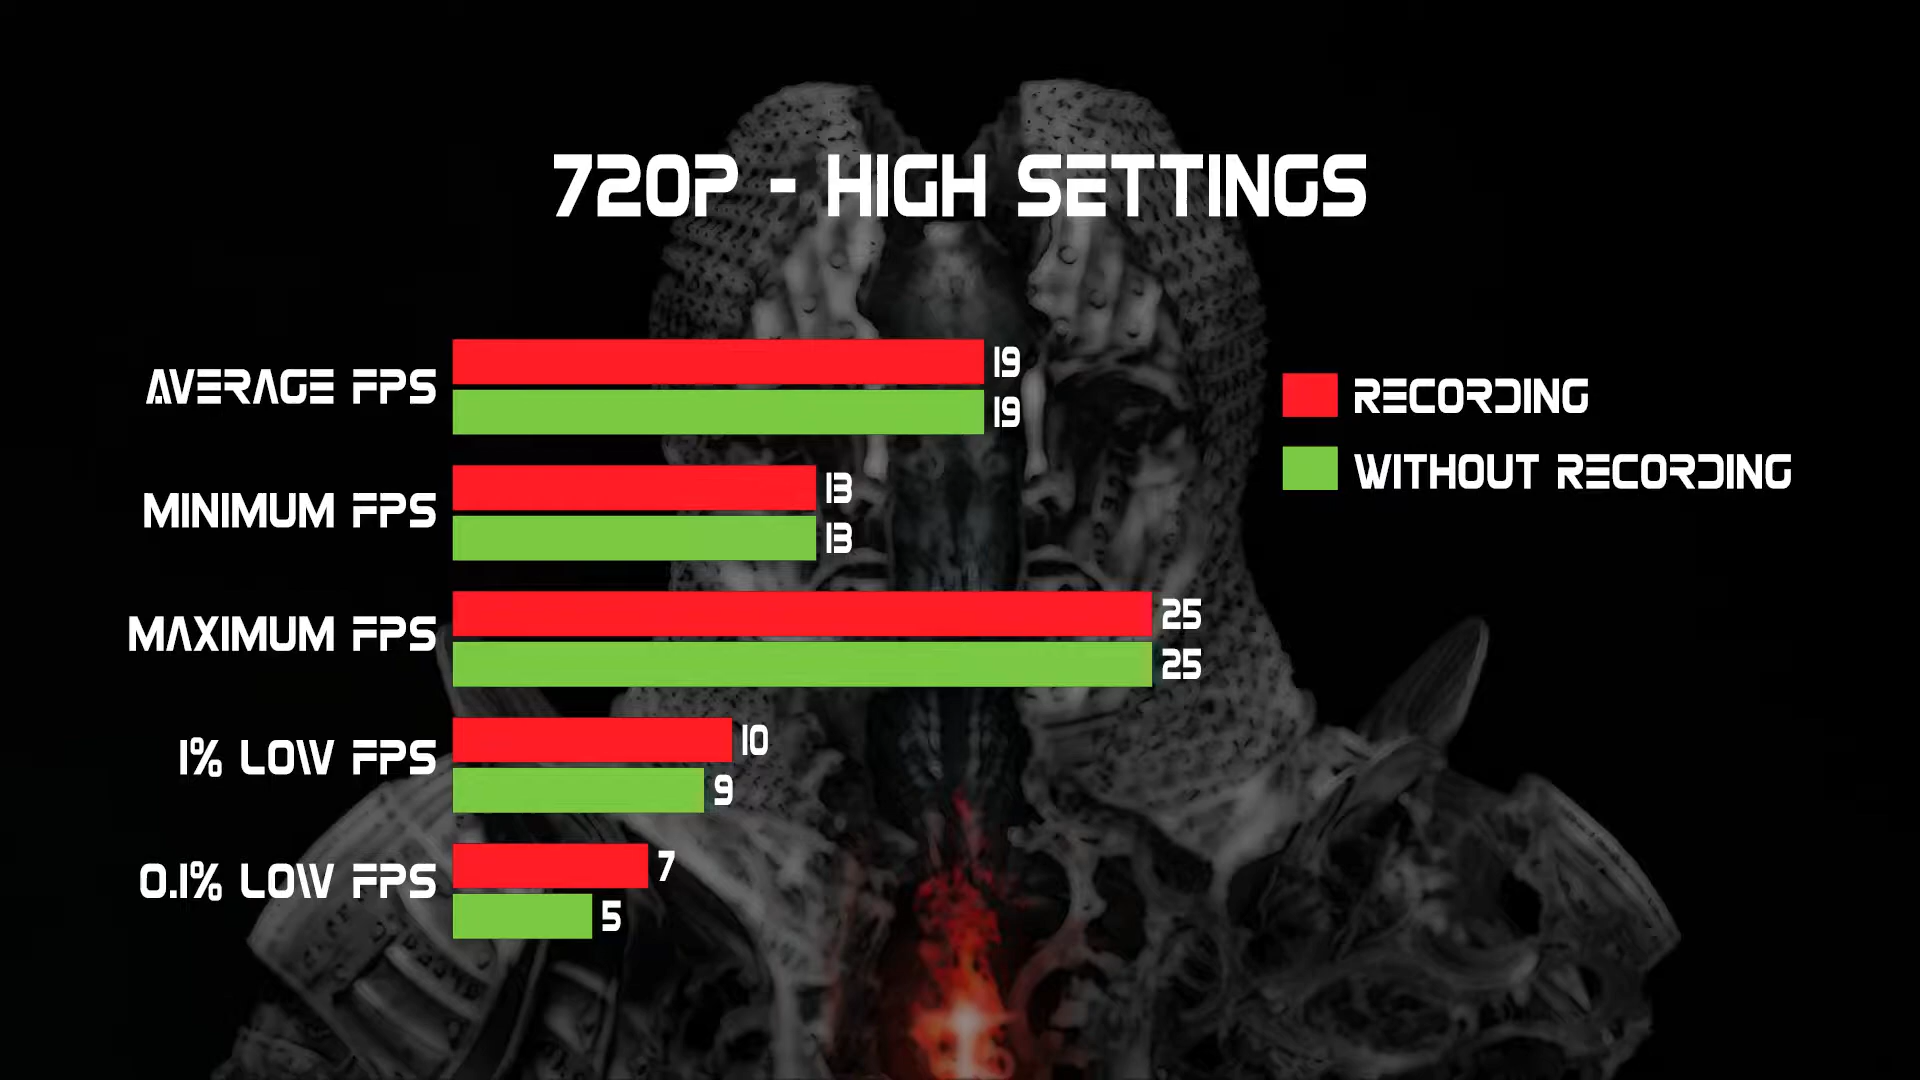 720P - HIGH SETTINGS
AVERAGE FPS
19
19
MINIMUM FPS
13
13
MAXIMUM FPS
25
25
1% LOW FPS
10
9
0.1% LOW FPS
7
5
RECORDING
WITHOUT RECORDING